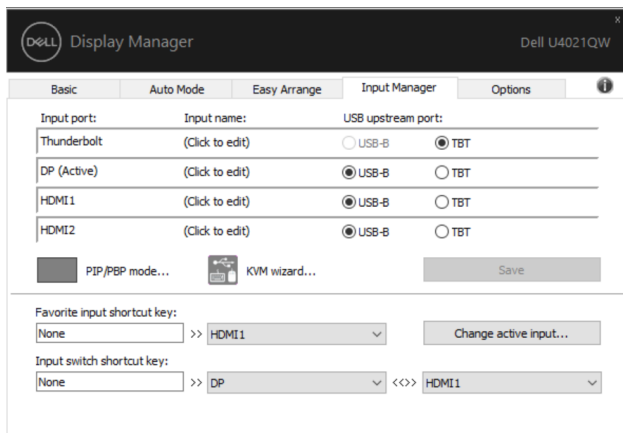 x
DELL Display Manager Dell U4021QW
Basic Auto Mode Easy Arrange Input Manager Options i
Input port: Input name: USB upstream port:
Thunderbolt (Click to edit) USB-B TBT
DP (Active) (Click to edit) USB-B TBT
HDMI1 (Click to edit) USB-B TBT
HDMI2 (Click to edit) USB-B TBT
PIP/PBP mode... KVM wizard... Save
Favorite input shortcut key:
None >> HDMI1 Change active input...
Input switch shortcut key:
None >> DP <<>> HDMI1